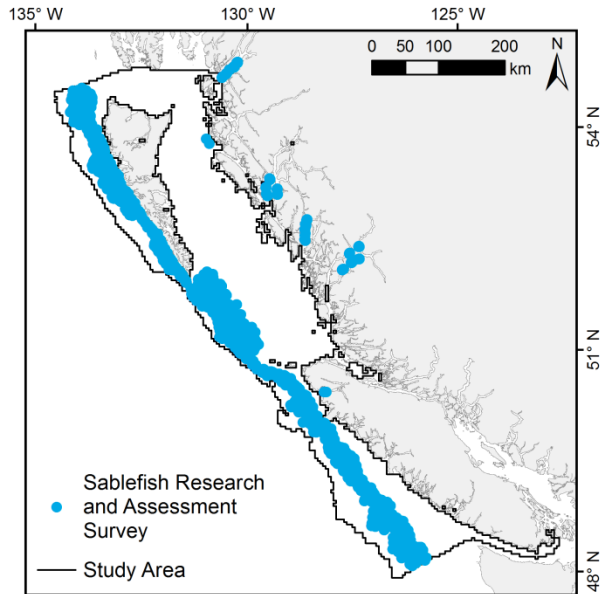 135° W
130° W
125° W
0 50 100 200
km
N
54° N
51° N
48° N
Sablefish Research
and Assessment
Survey
Study Area